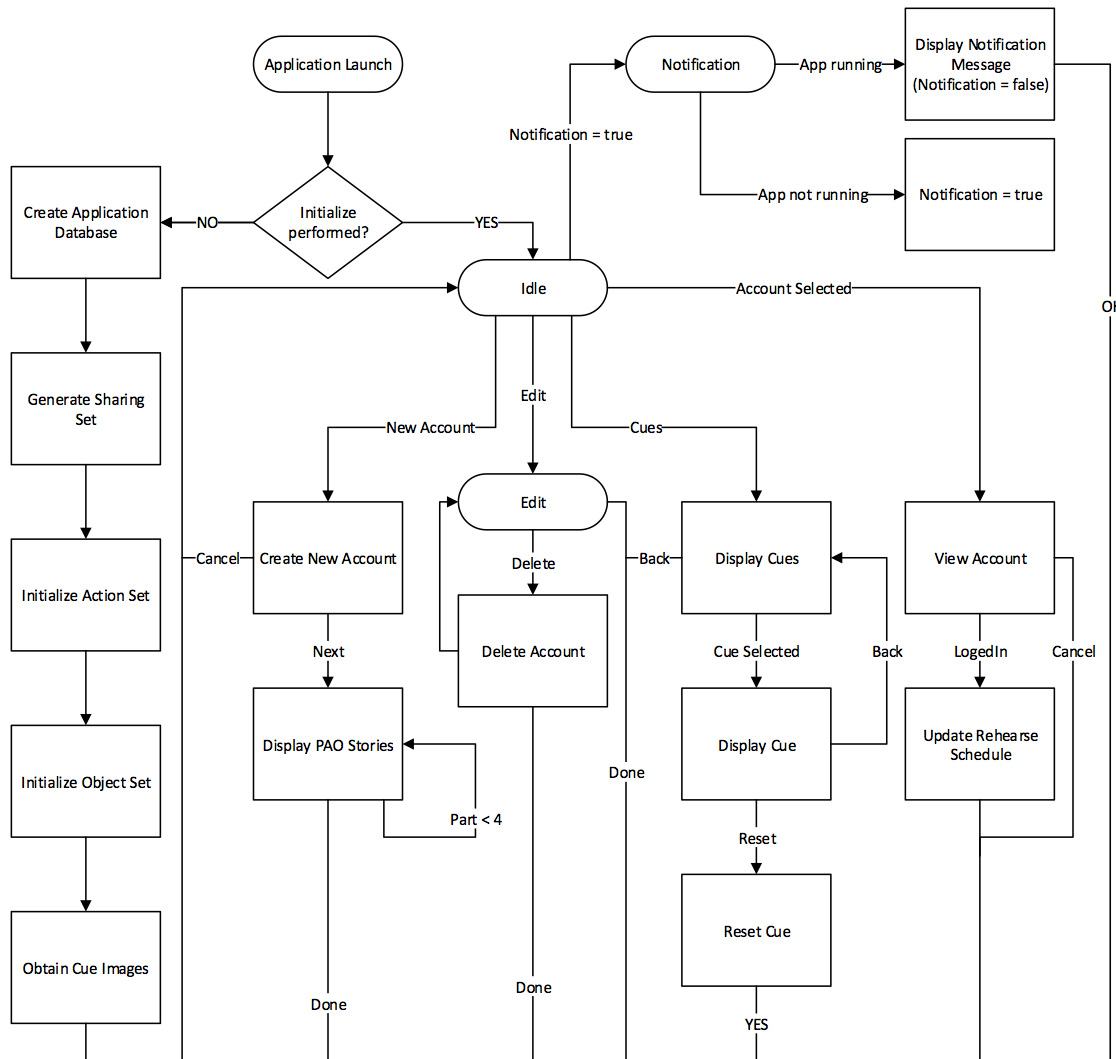 Application Launch
Notification
App running
Display Notification
Message
(Notification = false)
Notification = true
App not running
Notification = true
Create Application
Database
NO
Initialize
performed?
YES
Idle
Account Selected
Generate Sharing
Set
Edit
New Account
Cues
Edit
Cancel
Create New Account
Delete
Back
Display Cues
View Account
Initialize Action Set
Next
Delete Account
Cue Selected
Back
LogedIn
Cancel
Display PAO Stories
Display Cue
Update Rehearse
Schedule
Initialize Object Set
Done
Part < 4
Reset
Reset Cue
Obtain Cue Images
Done
Done
YES